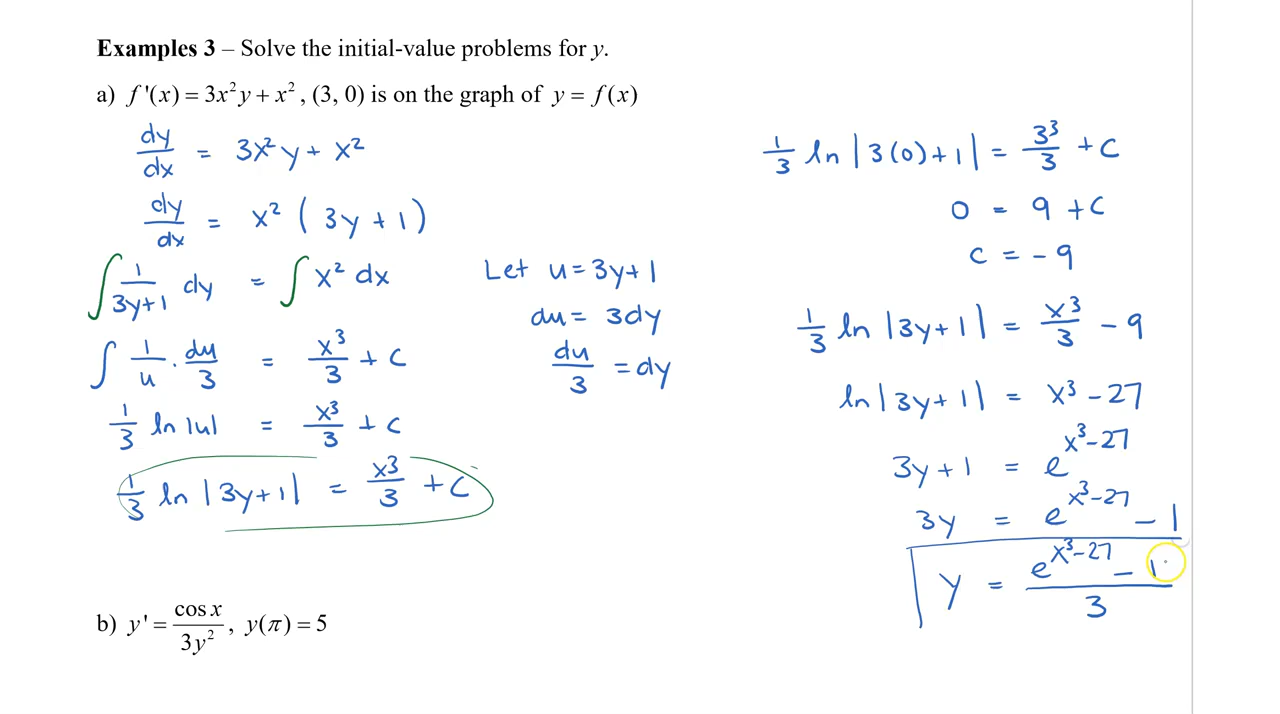 Examples 3 – Solve the initial-value problems for y.
a) f '(x) = 3x²y + x² , (3, 0) is on the graph of y = f(x)
dy/dx = 3x²y + x²
dy/dx = x² ( 3y + 1 )
∫ 1/(3y+1) dy = ∫ x² dx
Let u = 3y+1
du = 3dy
du/3 = dy
∫ 1/u · du/3 = x³/3 + C
1/3 ln |u| = x³/3 + C
1/3 ln |3y+1| = x³/3 + C
1/3 ln |3(0)+1| = 3³/3 + C
0 = 9 + C
C = -9
1/3 ln |3y+1| = x³/3 - 9
ln |3y+1| = x³ - 27
3y+1 = e^(x³-27)
3y = e^(x³-27) - 1
y = (e^(x³-27) - 1)/3
b) y ' = cos x/3y² , y(π) = 5